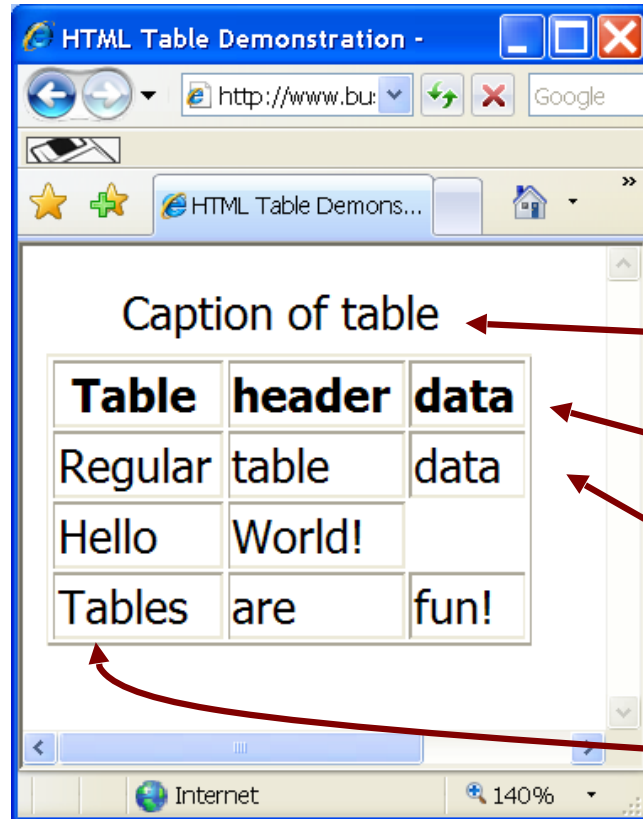 HTML Table Demonstration -
http://www.bu:
Google
»
HTML Table Demons...
Caption of table
Table header data
Regular table data
Hello World!
Tables are fun!
Internet 140%